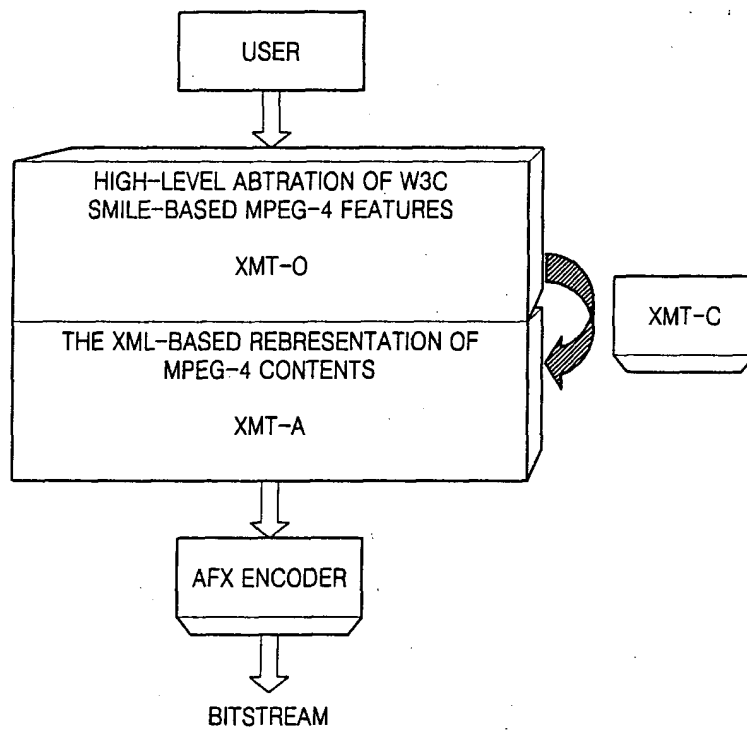 USER
HIGH-LEVEL ABTRATION OF W3C
SMILE-BASED MPEG-4 FEATURES
XMT-O
XMT-C
THE XML-BASED REBRESENTATION OF
MPEG-4 CONTENTS
XMT-A
AFX ENCODER
BITSTREAM